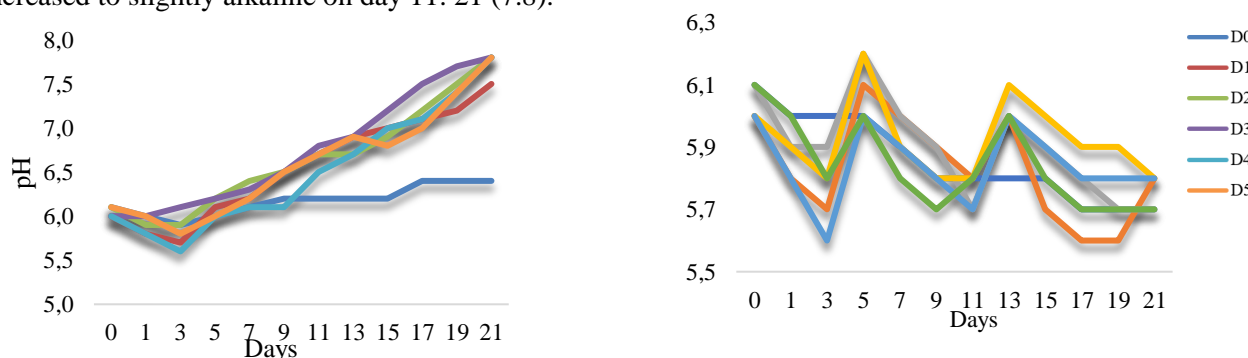 ncreased to slightly alkaline on day 11. 21 (7.8).
8,0
7,5
7,0
6,5
6,0
5,5
5,0
pH
0 1 3 5 7 9 11 13 15 17 19 21
Days
6,3
6,1
5,9
5,7
5,5
0 1 3 5 7 9 11 13 15 17 19 21
Days
D0
D1
D2
D3
D4
D5